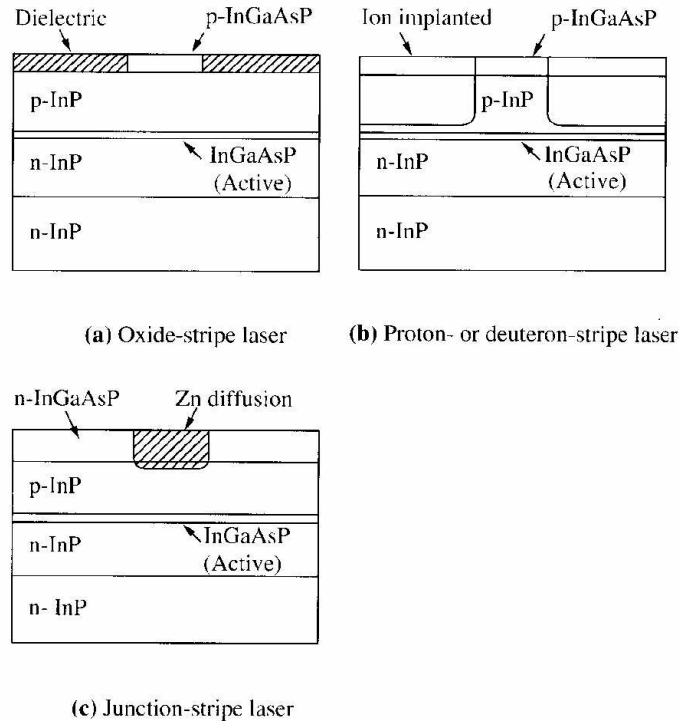 Dielectric
p-InGaAsP
p-InP
n-InP
InGaAsP
(Active)
n-InP
(a) Oxide-stripe laser
Ion implanted
p-InGaAsP
p-InP
n-InP
InGaAsP
(Active)
n-InP
(b) Proton- or deuteron-stripe laser
n-InGaAsP
Zn diffusion
p-InP
n-InP
InGaAsP
(Active)
n- InP
(c) Junction-stripe laser